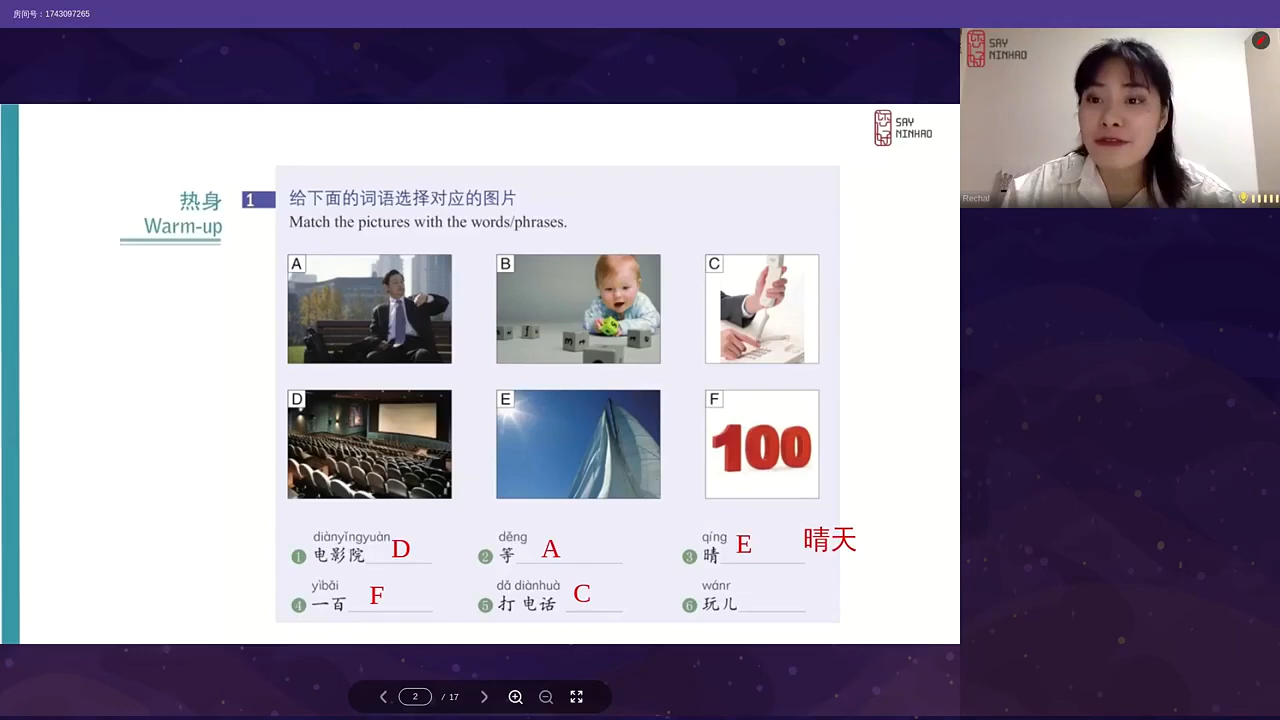 房间号：1743097265
SAY
NINHAO
SAY
NINHAO
Rechal
热身
Warm-up
1
给下面的词语选择对应的图片
Match the pictures with the words/phrases.
A
B
C
D
E
F
100
diànyǐngyuàn
1 电影院 D
děng
2 等 A
qíng
3 晴 E
晴天
yìbǎi
4 一百 F
dǎ diànhuà
5 打电话 C
wánr
6 玩儿
2 / 17